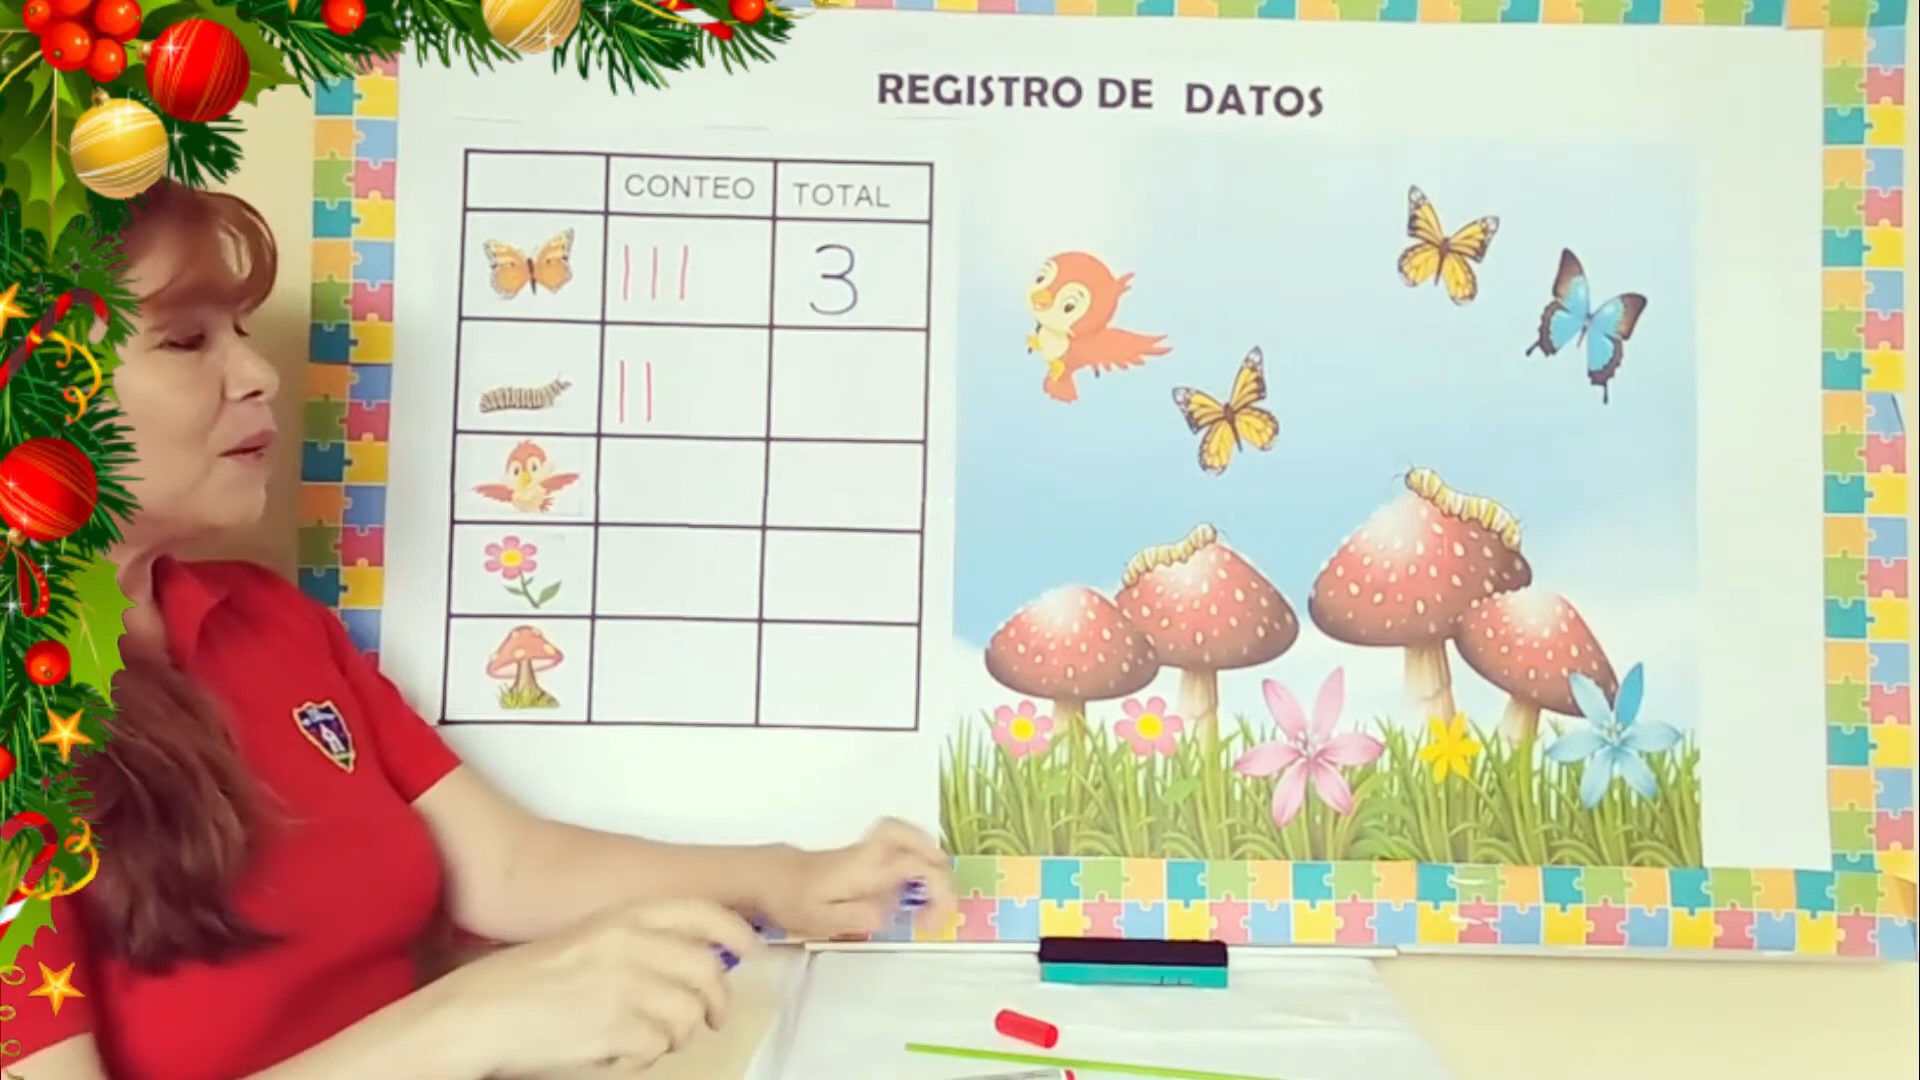 REGISTRO DE DATOS
CONTEO TOTAL
III 3
II